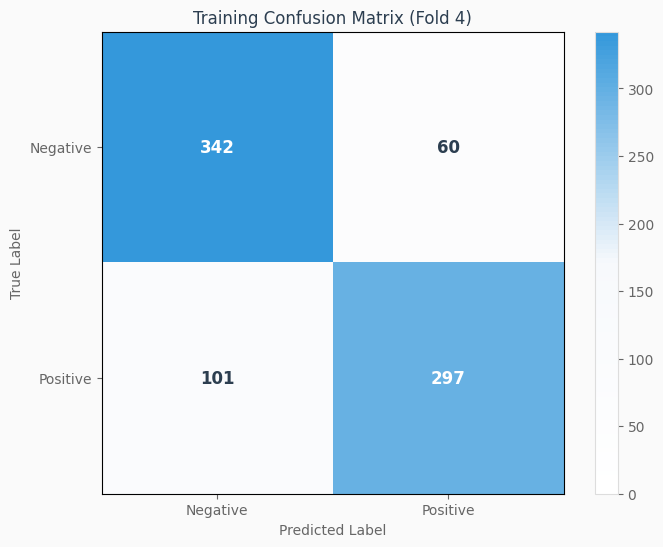 Training Confusion Matrix (Fold 4)
True Label
Negative
342
60
Positive
101
297
Negative
Positive
Predicted Label
300
250
200
150
100
50
0